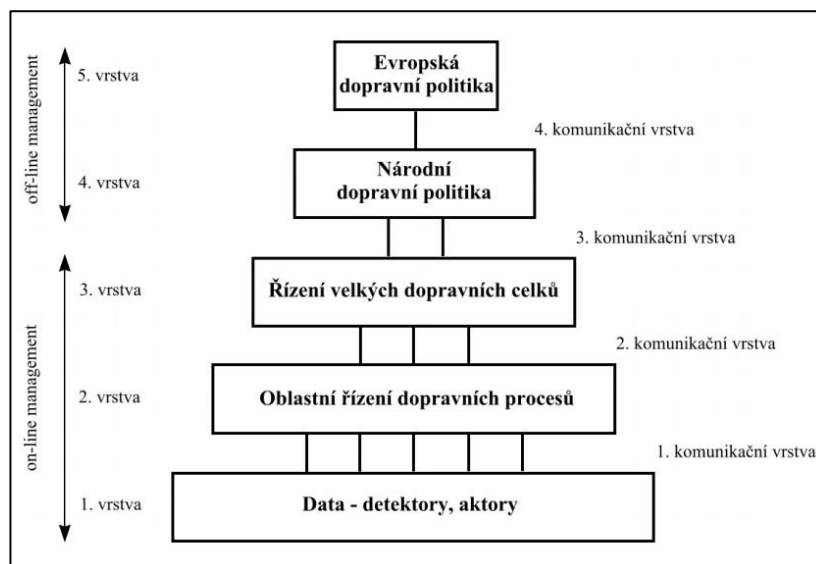 off-line management
on-line management
5. vrstva
Evropská
dopravní politika
4. komunikační vrstva
4. vrstva
Národní
dopravní politika
3. komunikační vrstva
3. vrstva
Řízení velkých dopravních celků
2. komunikační vrstva
2. vrstva
Oblastní řízení dopravních procesů
1. komunikační vrstva
1. vrstva
Data - detektory, aktory